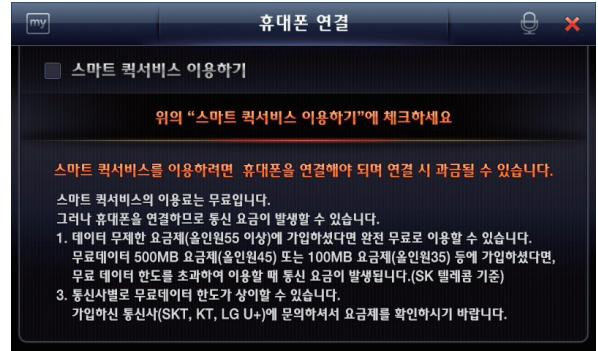 my
휴대폰 연결
스마트 퀵서비스 이용하기
위의 “스마트 퀵서비스 이용하기”에 체크하세요
스마트 퀵서비스를 이용하려면 휴대폰을 연결해야 되며 연결 시 과금될 수 있습니다.
스마트 퀵서비스의 이용료는 무료입니다.
그러나 휴대폰을 연결하므로 통신 요금이 발생할 수 있습니다.
1. 데이터 무제한 요금제(올인원55 이상)에 가입하셨다면 완전 무료로 이용할 수 있습니다.
무료데이터 500MB 요금제(올인원45) 또는 100MB 요금제(올인원35) 등에 가입하셨다면,
무료 데이터 한도를 초과하여 이용할 때 통신 요금이 발생됩니다.(SK 텔레콤 기준)
3. 통신사별로 무료데이터 한도가 상이할 수 있습니다.
가입하신 통신사(SKT, KT, LG U+)에 문의하셔서 요금제를 확인하시기 바랍니다.